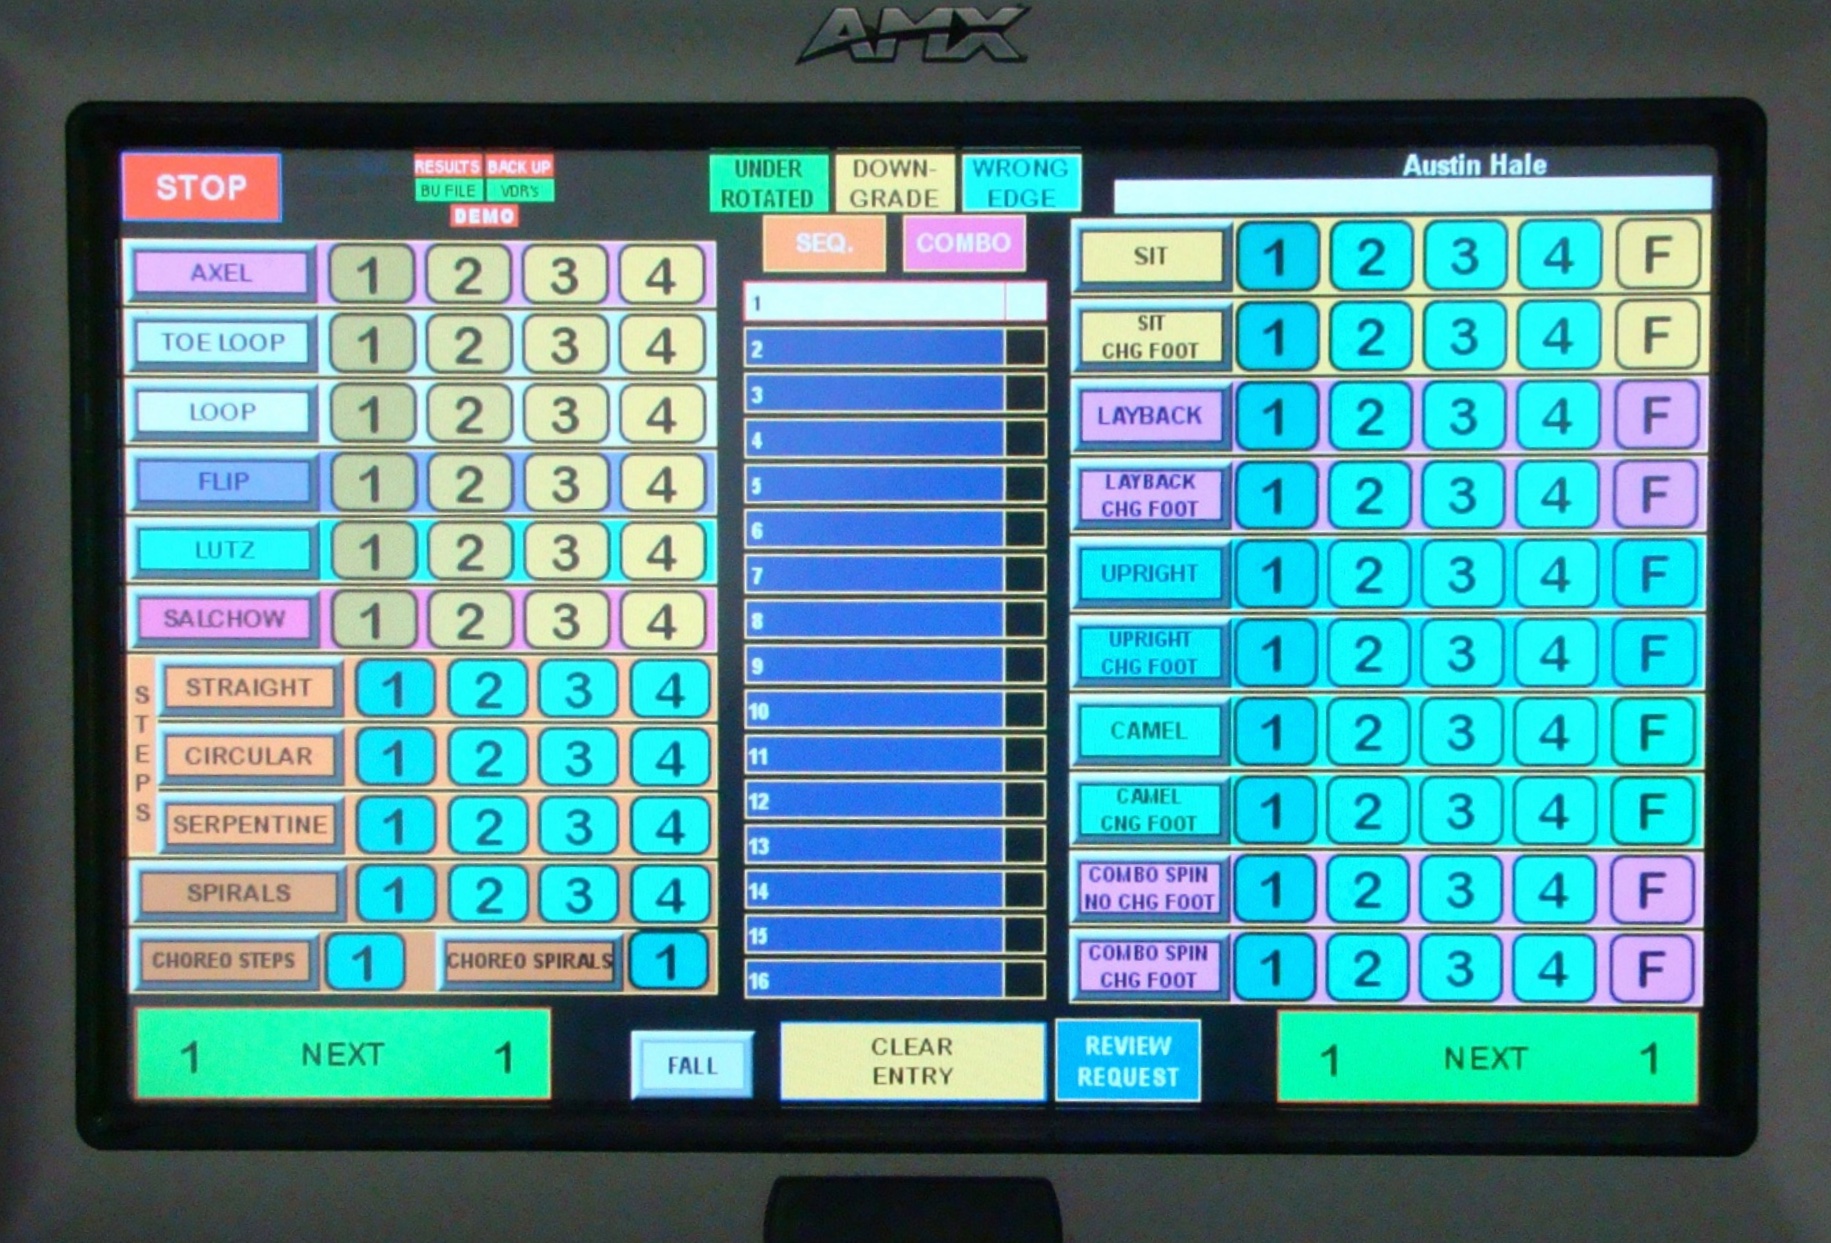 AMX
STOP
RESULTS BACK UP
BU FILE VDR's
DEMO
UNDER ROTATED
DOWN-GRADE
WRONG EDGE
Austin Hale
SEQ. COMBO
AXEL 1 2 3 4
TOE LOOP 1 2 3 4
LOOP 1 2 3 4
FLIP 1 2 3 4
LUTZ 1 2 3 4
SALCHOW 1 2 3 4
STEPS
STRAIGHT 1 2 3 4
CIRCULAR 1 2 3 4
SERPENTINE 1 2 3 4
SPIRALS 1 2 3 4
CHOREO STEPS 1 CHOREO SPIRALS 1
1
2
3
4
5
6
7
8
9
10
11
12
13
14
15
16
SIT 1 2 3 4 F
SIT CHG FOOT 1 2 3 4 F
LAYBACK 1 2 3 4 F
LAYBACK CHG FOOT 1 2 3 4 F
UPRIGHT 1 2 3 4 F
UPRIGHT CHG FOOT 1 2 3 4 F
CAMEL 1 2 3 4 F
CAMEL CNG FOOT 1 2 3 4 F
COMBO SPIN NO CHG FOOT 1 2 3 4 F
COMBO SPIN CHG FOOT 1 2 3 4 F
1 NEXT 1
FALL
CLEAR ENTRY
REVIEW REQUEST
1 NEXT 1